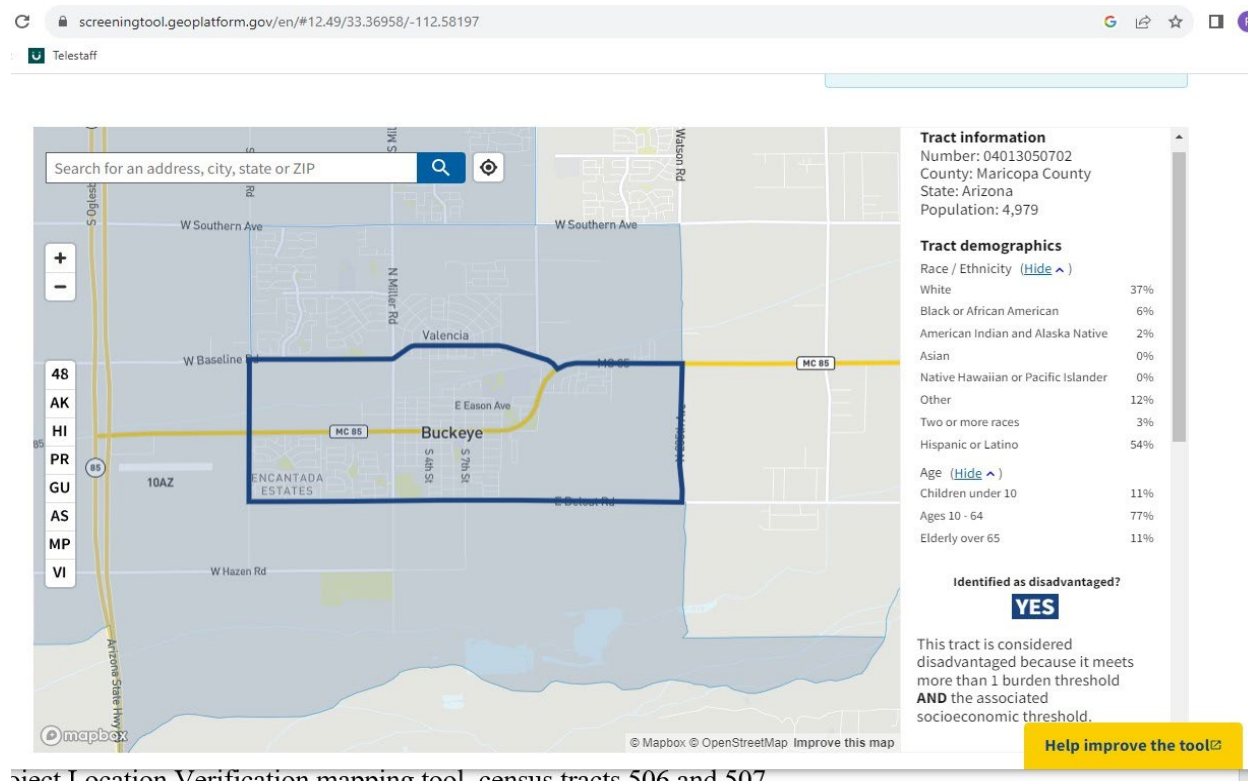 screeningtool.geoplatform.gov/en/#12.49/33.36958/-112.58197
Telestaff
Search for an address, city, state or ZIP
S Oglesb
Rd
S Mil
Watson Rd
W Southern Ave
W Southern Ave
+
−
N Miller Rd
Valencia
W Baseline Rd
MC 85
MC 85
48
AK
HI
PR
GU
AS
MP
VI
E Eason Ave
MC 85
Buckeye
85
85
10AZ
S 4th St
S 7th St
ENCANTADA
ESTATES
W Hazen Rd
Arizona State Hwy
mapbox
© Mapbox © OpenStreetMap Improve this map
Tract information
Number: 04013050702
County: Maricopa County
State: Arizona
Population: 4,979
Tract demographics
Race / Ethnicity (Hide)
White 37%
Black or African American 6%
American Indian and Alaska Native 2%
Asian 0%
Native Hawaiian or Pacific Islander 0%
Other 12%
Two or more races 3%
Hispanic or Latino 54%
Age (Hide)
Children under 10 11%
Ages 10 - 64 77%
Elderly over 65 11%
Identified as disadvantaged?
YES
This tract is considered
disadvantaged because it meets
more than 1 burden threshold
AND the associated
socioeconomic threshold.
Help improve the tool
oject Location Verification mapping tool, census tracts 506 and 507